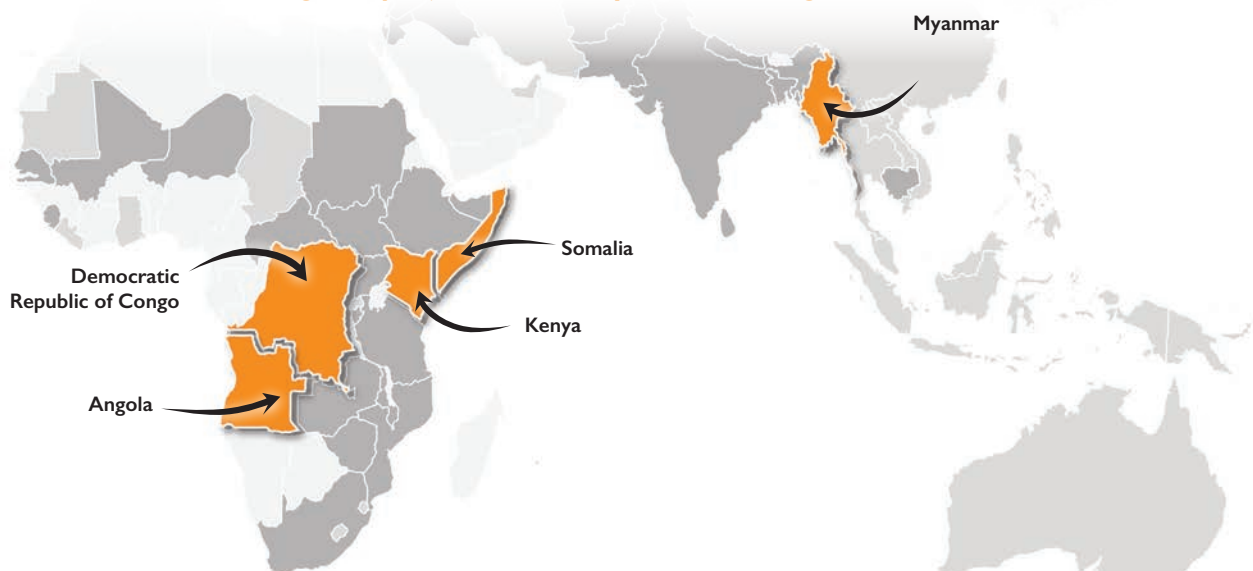 Myanmar
Somalia
Democratic
Republic of Congo
Kenya
Angola